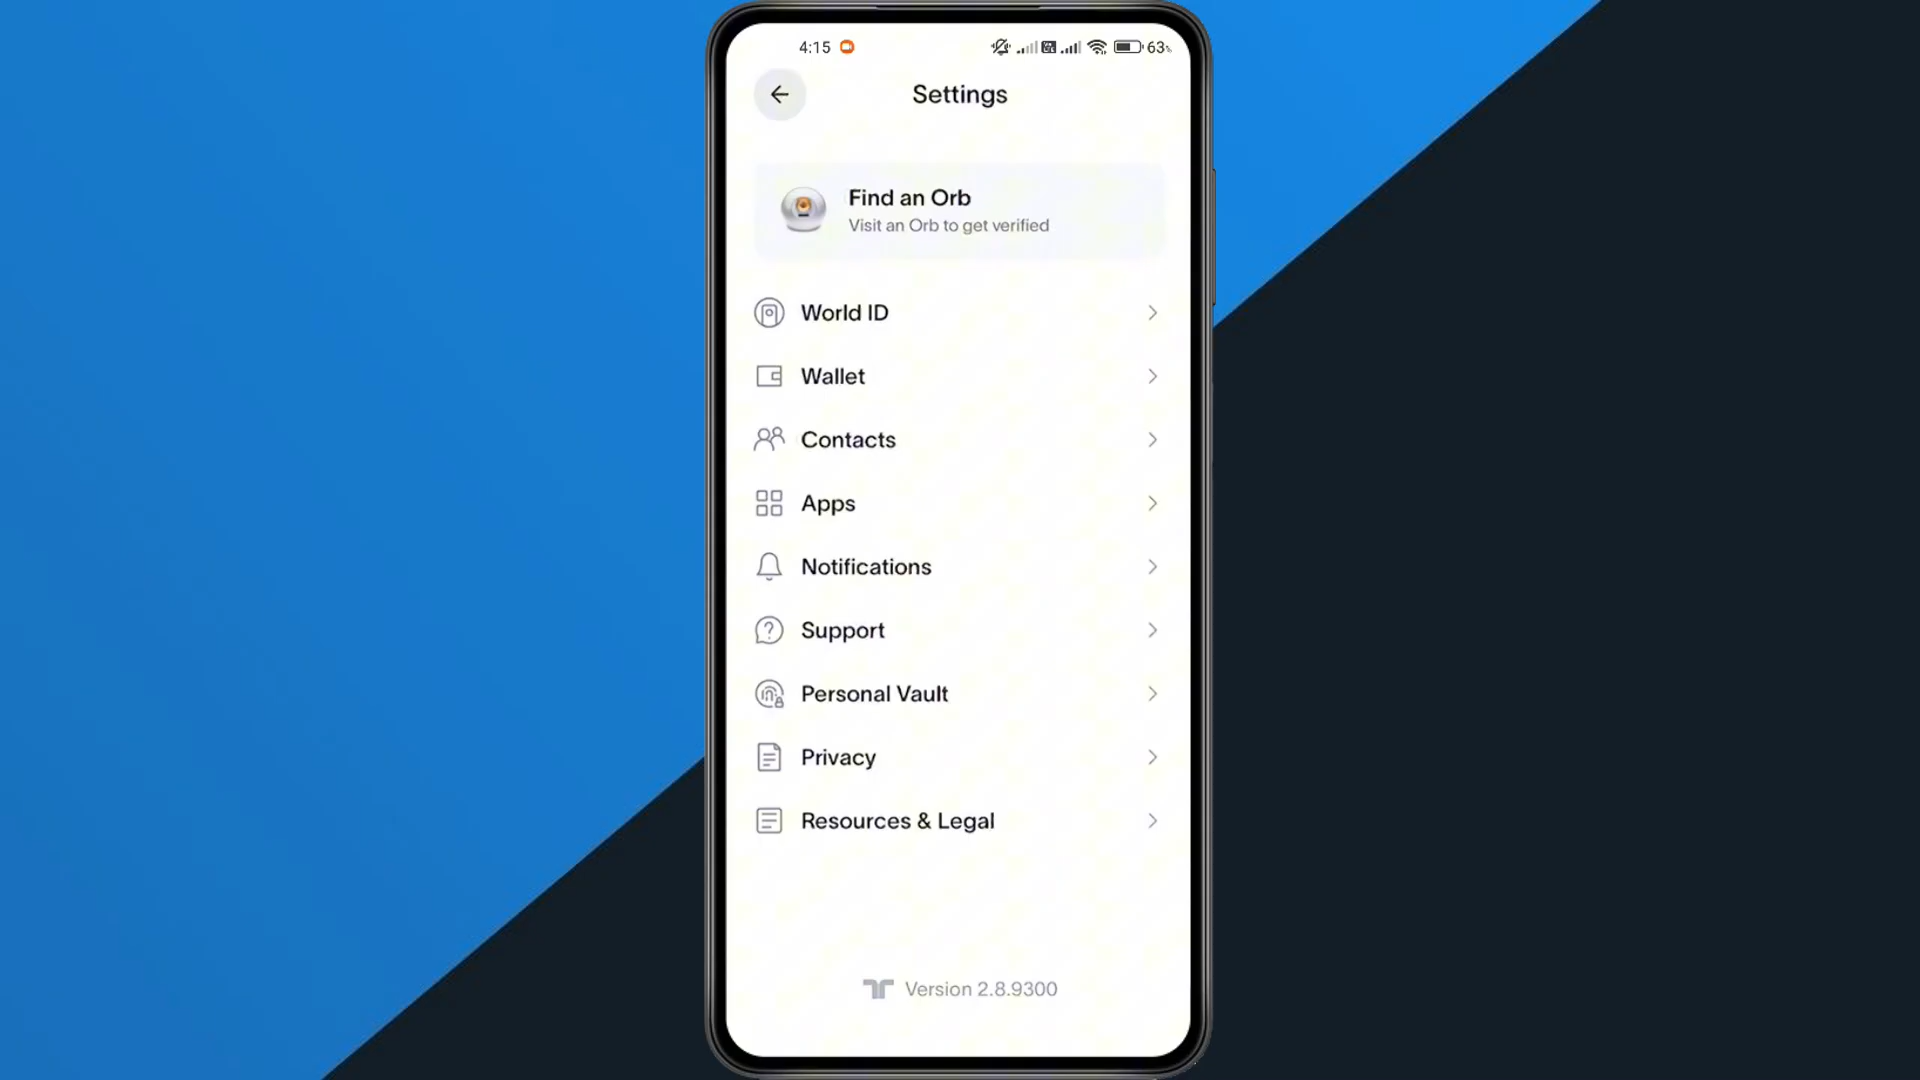 4:15
63%
Settings
Find an Orb
Visit an Orb to get verified
World ID
Wallet
Contacts
Apps
Notifications
Support
Personal Vault
Privacy
Resources & Legal
Version 2.8.9300